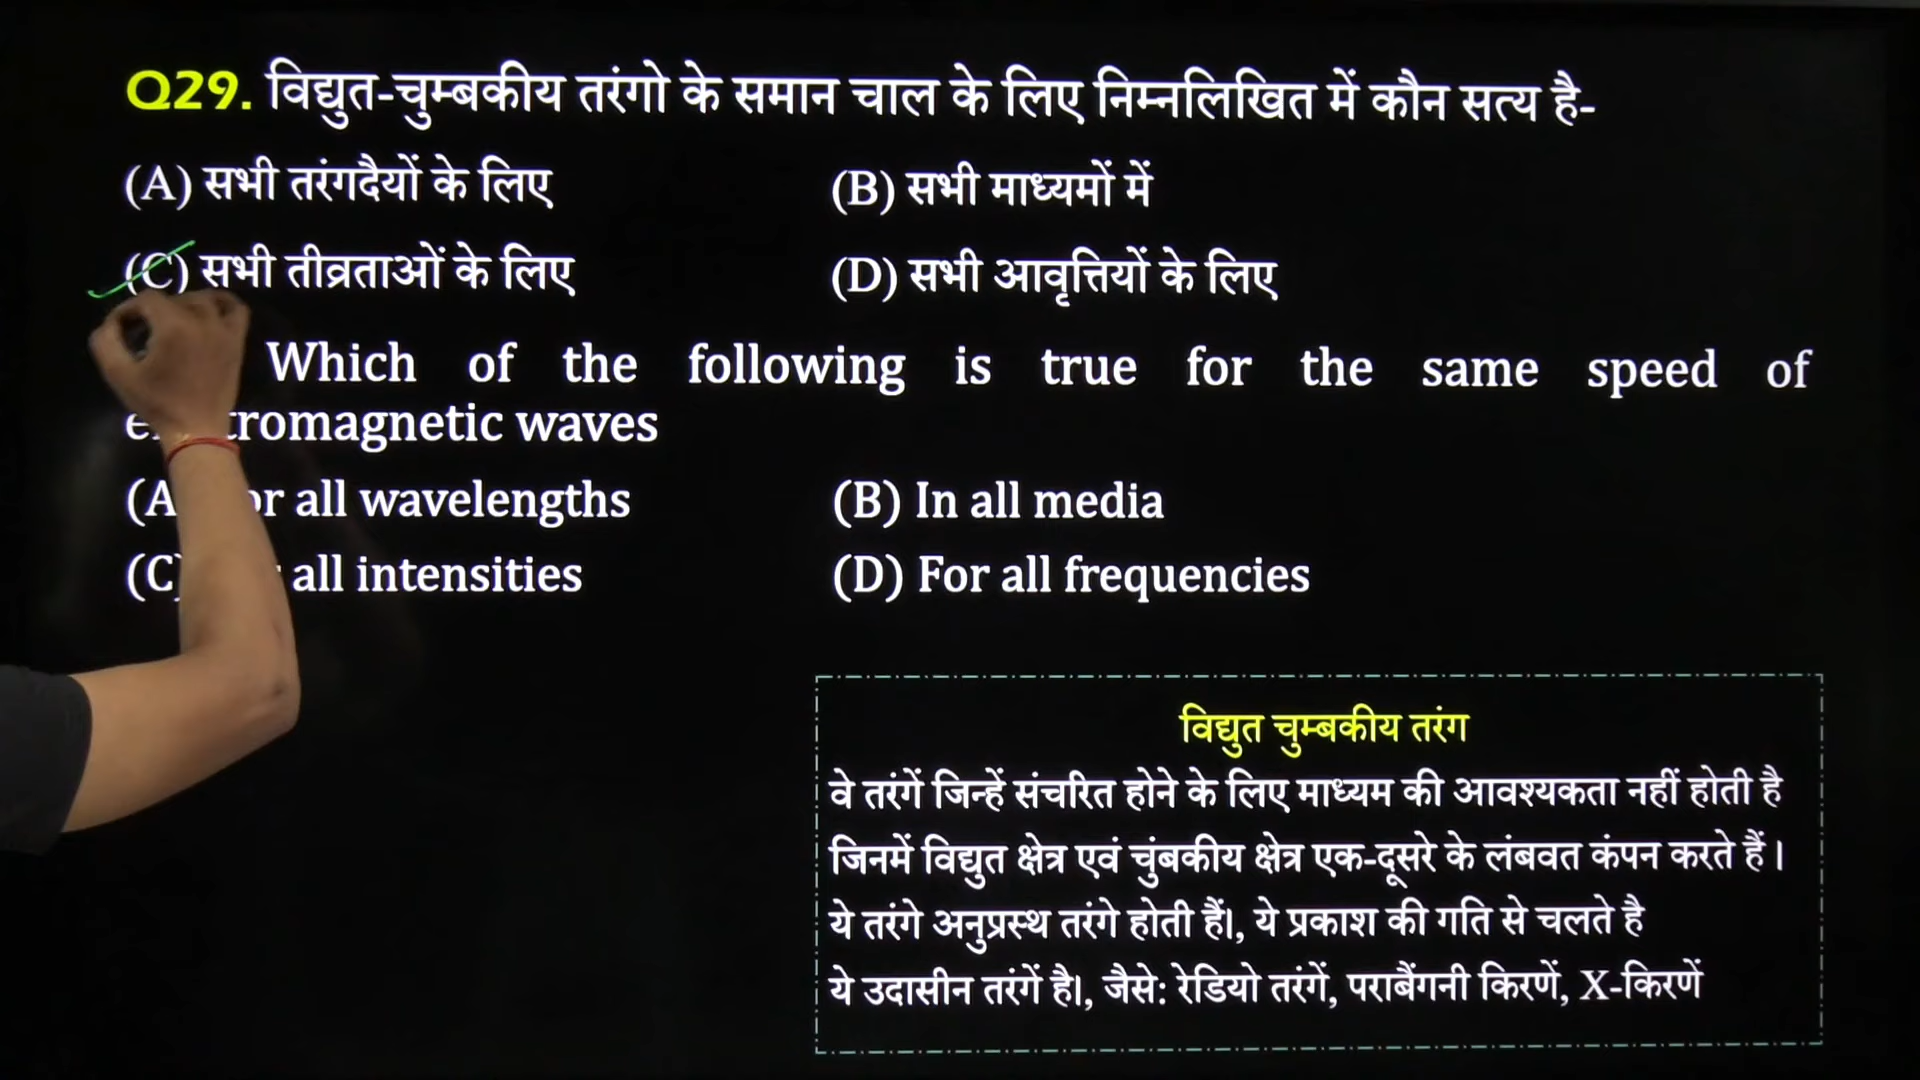 Q29. विद्युत-चुम्बकीय तरंगो के समान चाल के लिए निम्नलिखित में कौन सत्य है-
(A) सभी तरंगदैयों के लिए (B) सभी माध्यमों में
(C) सभी तीव्रताओं के लिए (D) सभी आवृत्तियों के लिए
Which of the following is true for the same speed of
waves
(A all wavelengths (B) In all media
(C) all intensities (D) For all frequencies
विद्युत चुम्बकीय तरंग
वे तरंगें जिन्हें संचरित होने के लिए माध्यम की आवश्यकता नहीं होती है
जिनमें विद्युत क्षेत्र एवं चुंबकीय क्षेत्र एक-दूसरे के लंबवत कंपन करते हैं ।
ये तरंगे अनुप्रस्थ तरंगे होती हैं।, ये प्रकाश की गति से चलते है
ये उदासीन तरंगें है।, जैसे: रेडियो तरंगें, पराबैंगनी किरणें, X-किरणें